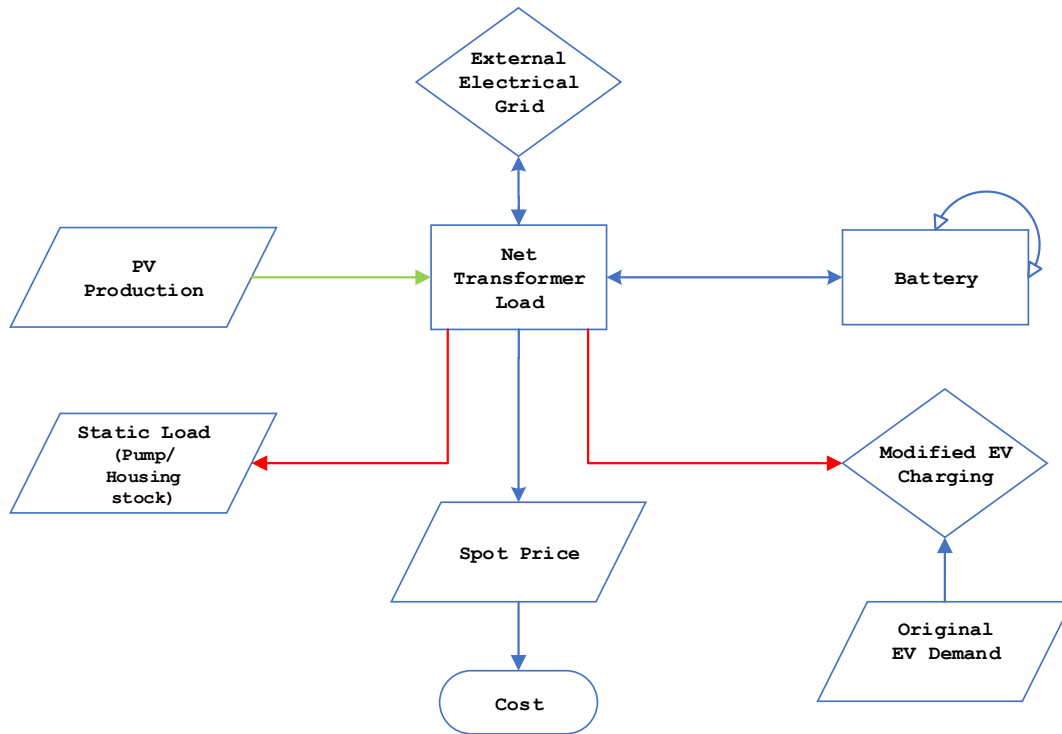 External
Electrical
Grid
PV
Production
Net
Transformer
Load
Battery
Static Load
(Pump/
Housing
stock)
Modified EV
Charging
Spot Price
Original
EV Demand
Cost